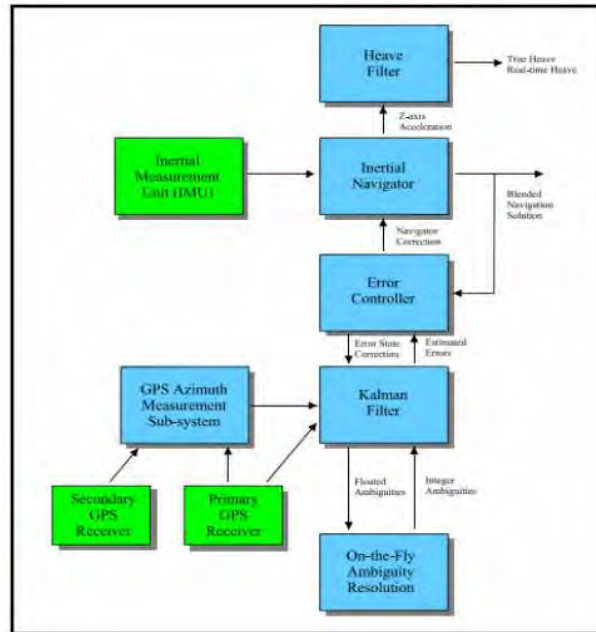 Heave
Filter
True Heave
Real-time Heave
Z-axis
Acceleration
Inertial
Measurement
Unit (IMU)
Inertial
Navigator
Blended
Navigation
Solution
Navigator
Correction
Error
Controller
Error State
Correction
Estimated
Errors
GPS Azimuth
Measurement
Sub-system
Kalman
Filter
Secondary
GPS
Receiver
Primary
GPS
Receiver
Floated
Ambiguities
Integer
Ambiguities
On-the-Fly
Ambiguity
Resolution